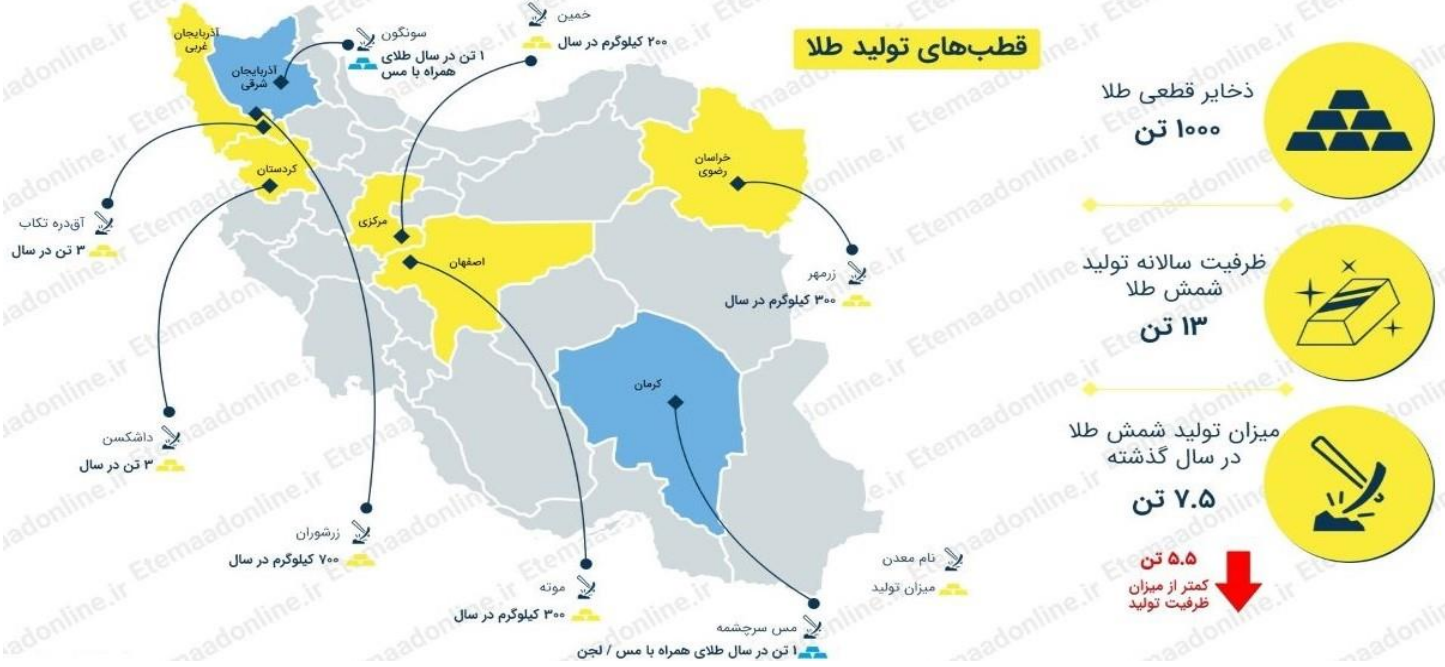 قطب‌های تولید طلا
ذخایر قطعی طلا
۱۰۰۰ تن
ظرفیت سالانه تولید
شمش طلا
۱۳ تن
میزان تولید شمش طلا
در سال گذشته
۷.۵ تن
۵.۵ تن
کمتر از میزان
ظرفیت تولید
خمین
۲۰۰ کیلوگرم در سال
سونگون
۱ تن در سال طلای
همراه با مس
آذربایجان
غربی
آذربایجان
شرقی
کردستان
مرکزی
اصفهان
خراسان
رضوی
کرمان
آق‌دره تکاب
۳ تن در سال
زرمهر
۳۰۰ کیلوگرم در سال
داشکسن
۳ تن در سال
زرشوران
۷۰۰ کیلوگرم در سال
موته
۳۰۰ کیلوگرم در سال
مس سرچشمه
۱ تن در سال طلای همراه با مس / لجن
نام معدن
میزان تولید
Etemaadonline.ir